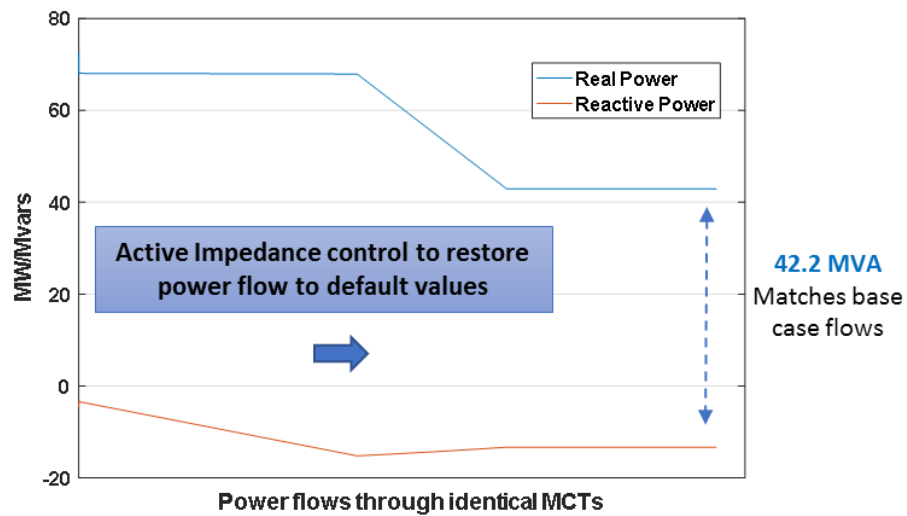 80
60
40
20
0
-20
MW/Mvars
Real Power
Reactive Power
Active Impedance control to restore
power flow to default values
42.2 MVA
Matches base
case flows
Power flows through identical MCTs